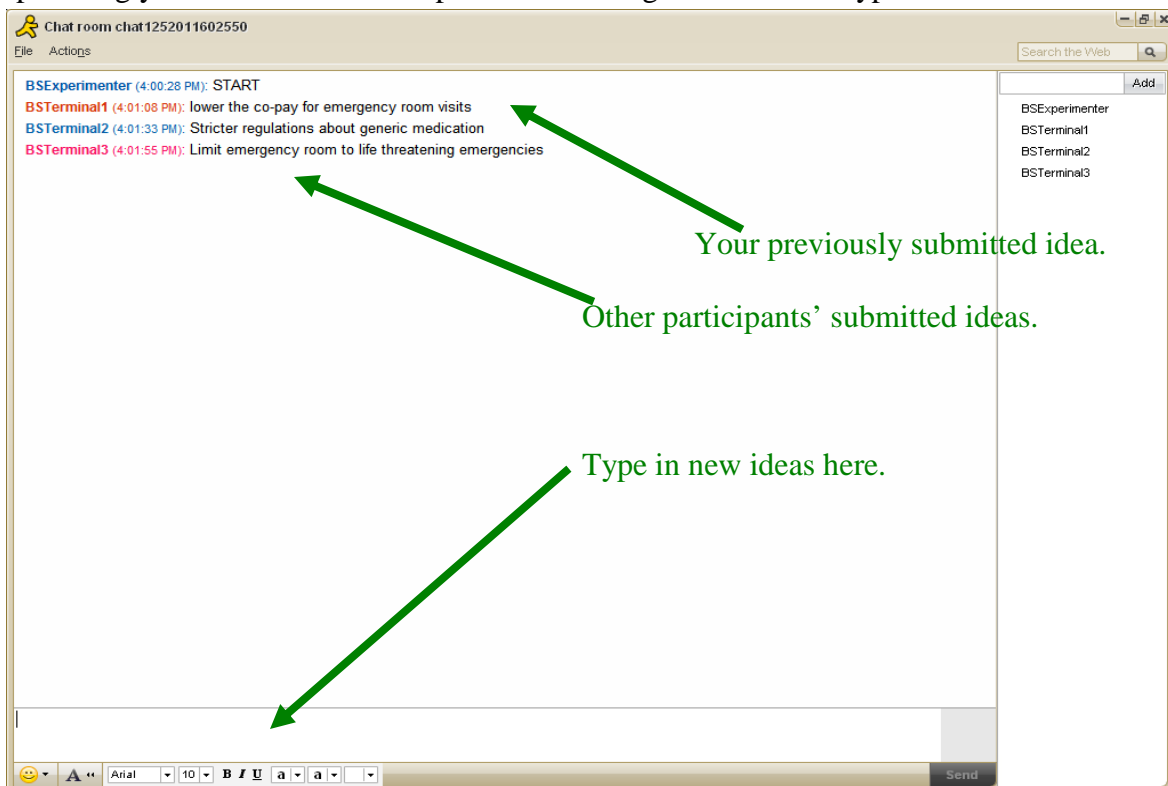 Chat room chat1252011602550
File Actions
Search the Web
BSExperimenter (4:00:28 PM): START
BSTerminal1 (4:01:08 PM): lower the co-pay for emergency room visits
BSTerminal2 (4:01:33 PM): Stricter regulations about generic medication
BSTerminal3 (4:01:55 PM): Limit emergency room to life threatening emergencies
Add
BSExperimenter
BSTerminal1
BSTerminal2
BSTerminal3
Your previously submitted idea.
Other participants’ submitted ideas.
Type in new ideas here.
A “ Arial 10 B I U a a
Send